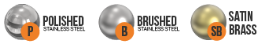 P POLISHED
STAINLESS STEEL
B BRUSHED
STAINLESS STEEL
SB SATIN
BRASS